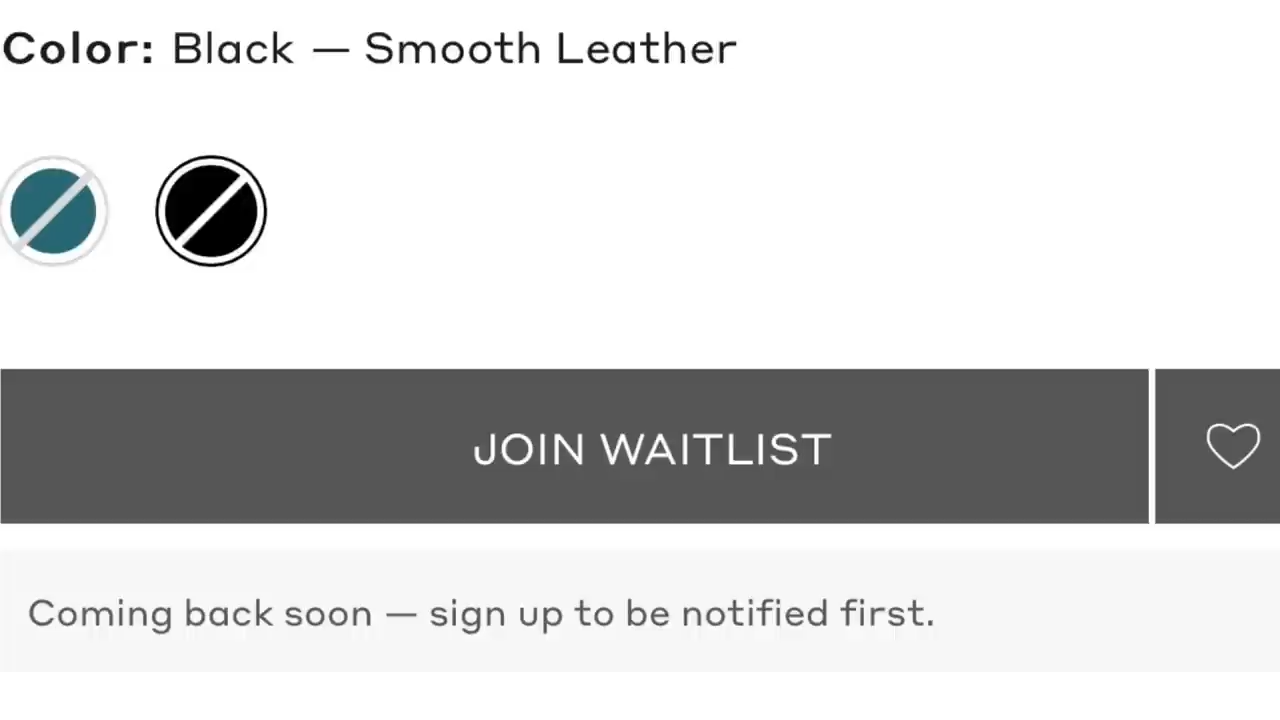 Color: Black — Smooth Leather
JOIN WAITLIST
Coming back soon — sign up to be notified first.